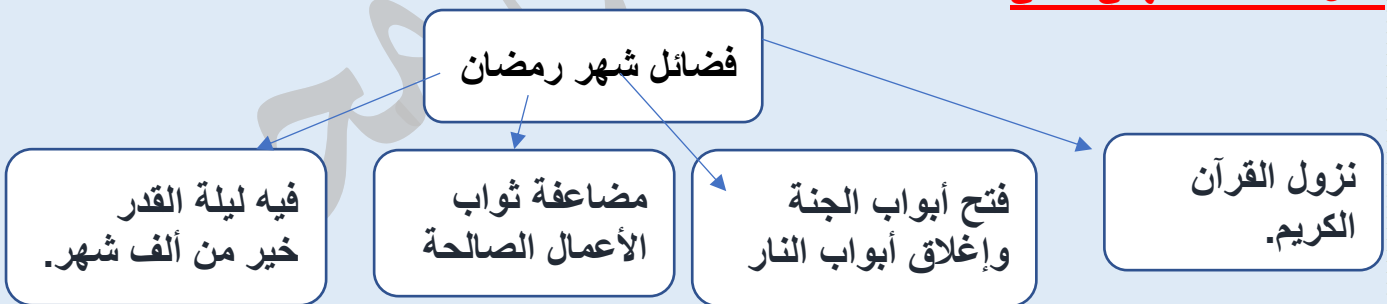 فضائل شهر رمضان
نزول القرآن
الكريم.
فتح أبواب الجنة
وإغلاق أبواب النار
مضاعفة ثواب
الأعمال الصالحة
فيه ليلة القدر
خير من ألف شهر.